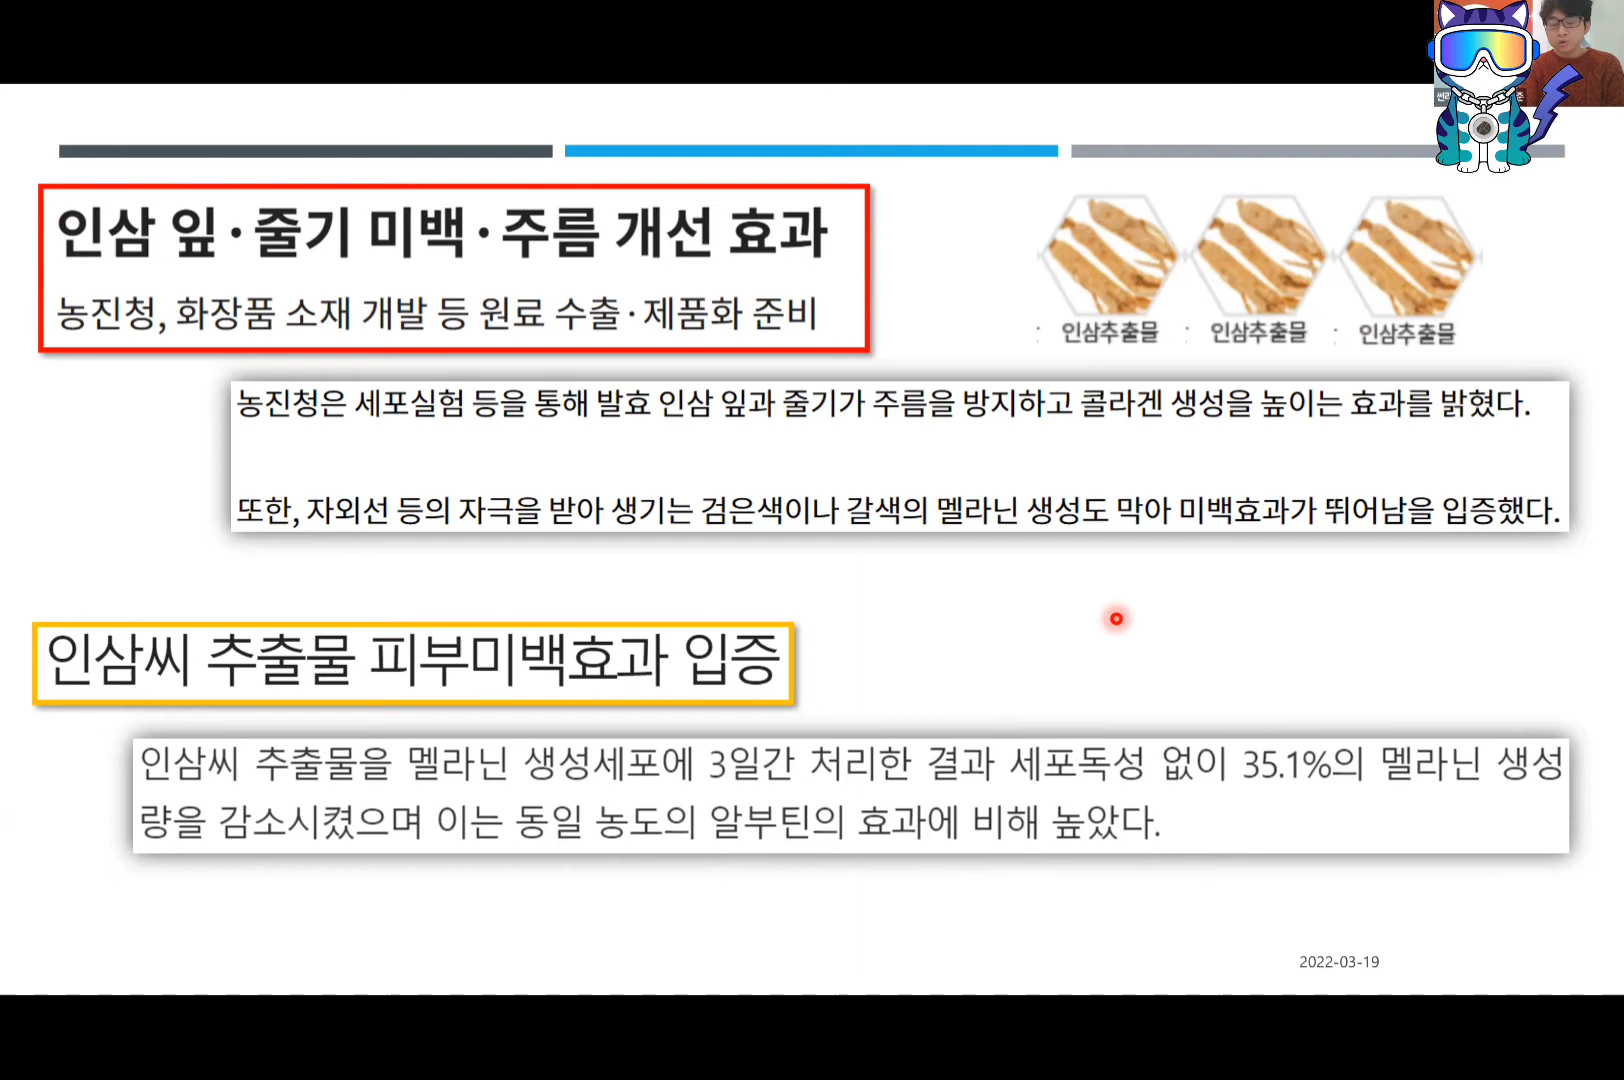 인삼 잎·줄기 미백·주름 개선 효과
농진청, 화장품 소재 개발 등 원료 수출·제품화 준비
인삼추출물
인삼추출물
인삼추출물
농진청은 세포실험 등을 통해 발효 인삼 잎과 줄기가 주름을 방지하고 콜라겐 생성을 높이는 효과를 밝혔다.
또한, 자외선 등의 자극을 받아 생기는 검은색이나 갈색의 멜라닌 생성도 막아 미백효과가 뛰어남을 입증했다.
인삼씨 추출물 피부미백효과 입증
인삼씨 추출물을 멜라닌 생성세포에 3일간 처리한 결과 세포독성 없이 35.1%의 멜라닌 생성
량을 감소시켰으며 이는 동일 농도의 알부틴의 효과에 비해 높았다.
2022-03-19